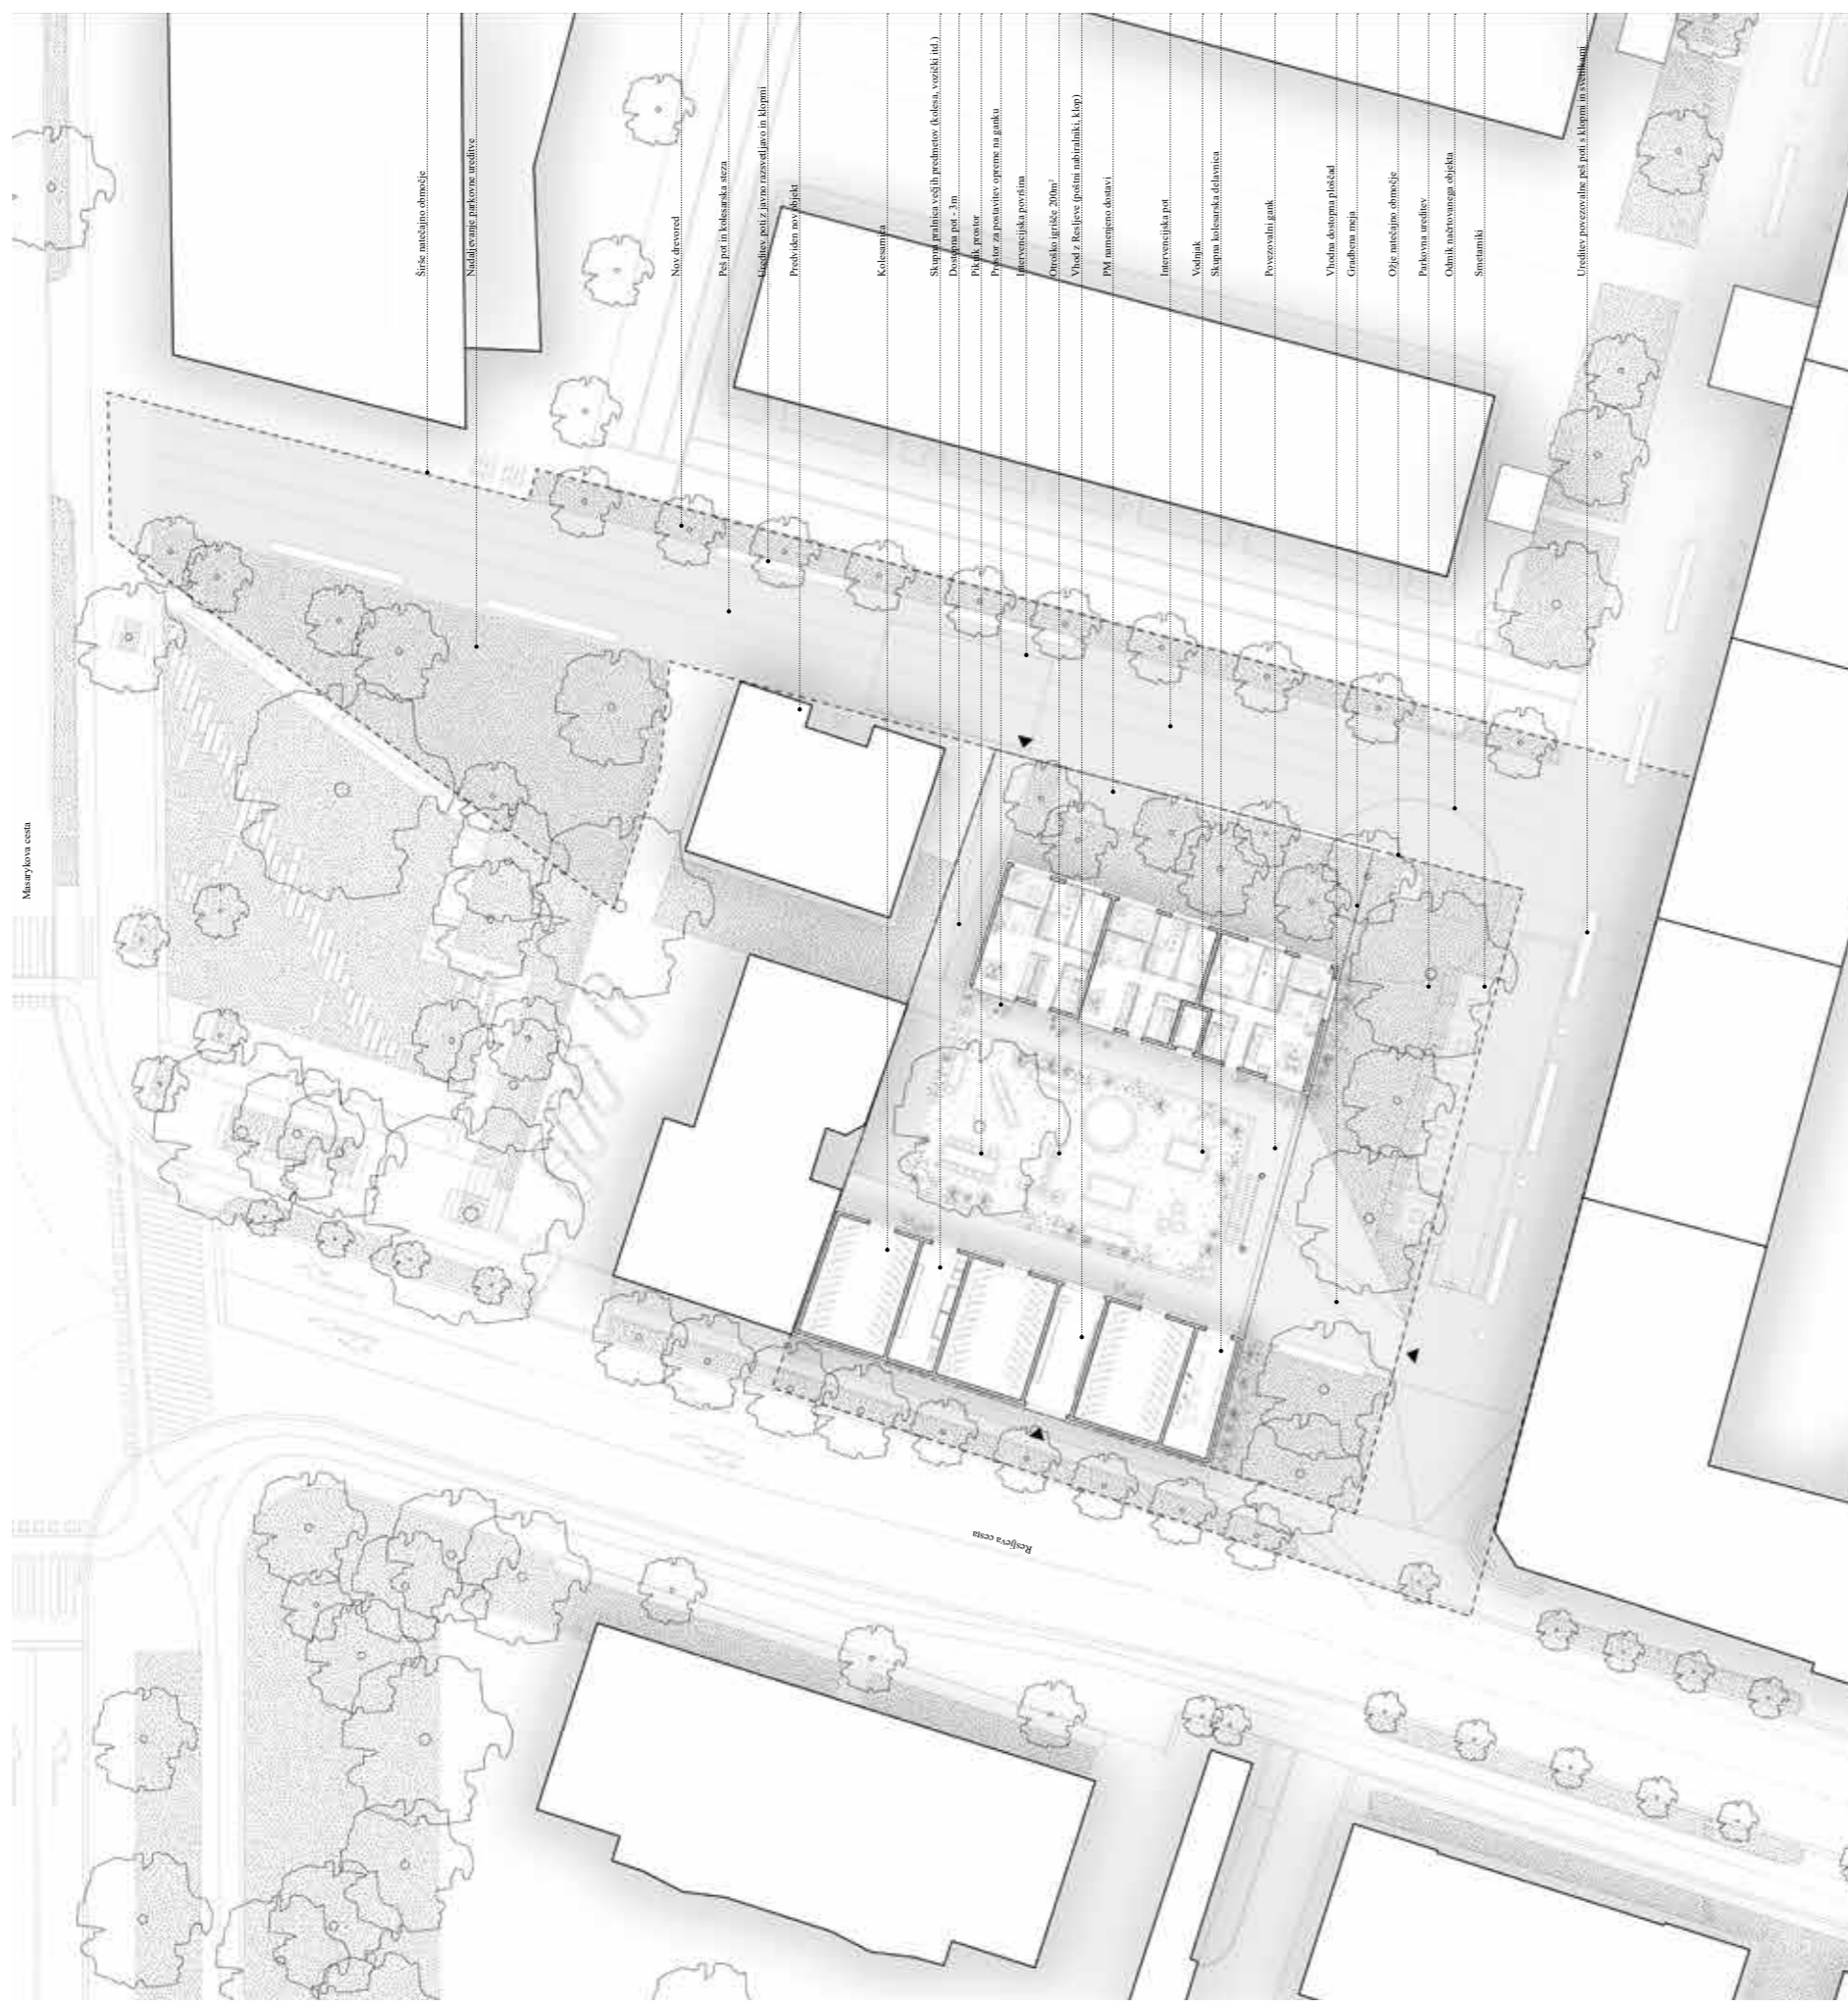 Širše natečajno območje
Nadaljevanje parkovne ureditve
Nov drevored
Peš pot in kolesarska steza
Ureditev poti z javno razsvetljavo in klopmi
Predviden nov objekt
Kolesarnica
Skupna pralnica večjih predmetov (kolesa, vozički itd.)
Dostopna pot - 3m
Piknik prostor
Prostor za postavitev opreme na ganku
Intervencijska površina
Otroško igrišče 200m²
Vhod z Resljeve (poštni nabiralniki, klop)
PM namenjeno dostavi
Intervencijska pot
Vodnjak
Skupna kolesarska delavnica
Povezovalni gank
Vhodna dostopna ploščad
Gradbena meja
Ožje natečajno območje
Parkovna ureditev
Odmik načrtovanega objekta
Smetarniki
Ureditev povezovalne peš poti s klopmi in svetilkami
Masarykova cesta
Resljeva cesta